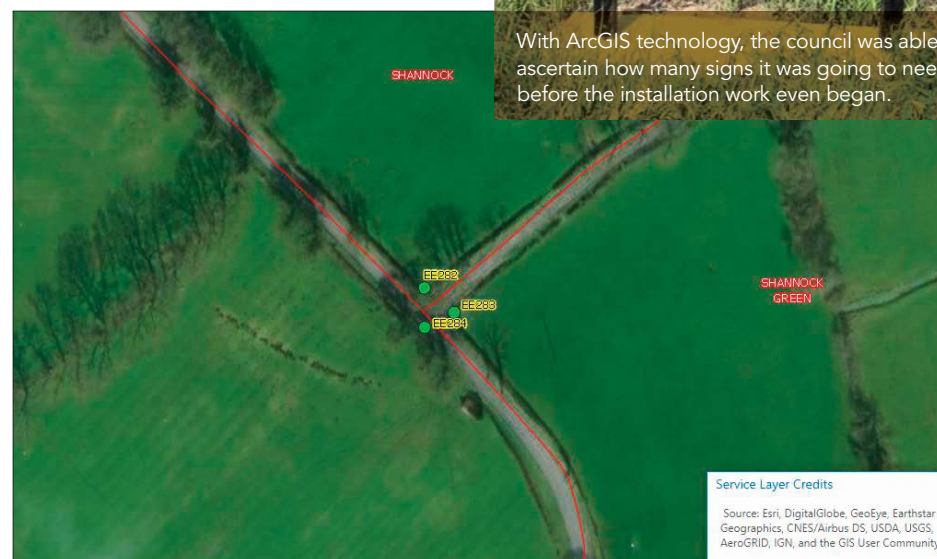 With ArcGIS technology, the council was able
ascertain how many signs it was going to nee
before the installation work even began.
SHANNOCK
EE282
EE283
EE284
SHANNOCK
GREEN
Service Layer Credits
Source: Esri, DigitalGlobe, GeoEye, Earthstar
Geographics, CNES/Airbus DS, USDA, USGS,
AeroGRID, IGN, and the GIS User Community